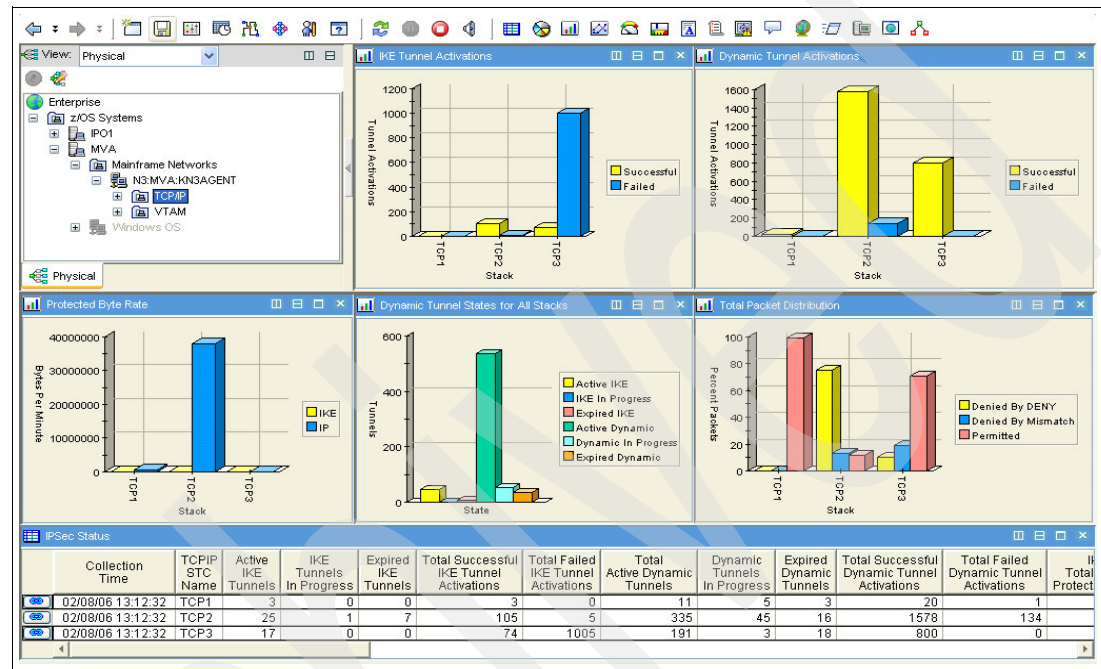 View: Physical
Enterprise
z/OS Systems
IPO1
MVA
Mainframe Networks
N3:MVA:KN3AGENT
TCP/IP
VTAM
Windows OS
Physical
IKE Tunnel Activations
Tunnel Activations
1200
1000
800
600
400
200
0
TCP1
TCP2
TCP3
Stack
Successful
Failed
Dynamic Tunnel Activations
Tunnel Activations
1600
1400
1200
1000
800
600
400
200
0
TCP1
TCP2
TCP3
Stack
Successful
Failed
Protected Byte Rate
Bytes Per Minute
40000000
30000000
20000000
10000000
0
TCP1
TCP2
TCP3
Stack
IKE
IP
Dynamic Tunnel States for All Stacks
Tunnels
600
400
200
0
State
Active IKE
IKE In Progress
Expired IKE
Active Dynamic
Dynamic In Progress
Expired Dynamic
Total Packet Distribution
Percent Packets
100
80
60
40
20
0
TCP1
TCP2
TCP3
Stack
Denied By DENY
Denied By Mismatch
Permitted
IPSec Status
Collection Time TCPIP STC Name Active IKE Tunnels IKE Tunnels In Progress Expired IKE Tunnels Total Successful IKE Tunnel Activations Total Failed IKE Tunnel Activations Total Active Dynamic Tunnels Dynamic Tunnels In Progress Expired Dynamic Tunnels Total Successful Dynamic Tunnel Activations Total Failed Dynamic Tunnel Activations Total
02/08/06 13:12:32 TCP1 3 0 0 3 0 11 5 3 20 1
02/08/06 13:12:32 TCP2 25 1 7 105 5 335 45 16 1578 134
02/08/06 13:12:32 TCP3 17 0 0 74 1005 191 3 18 800 0